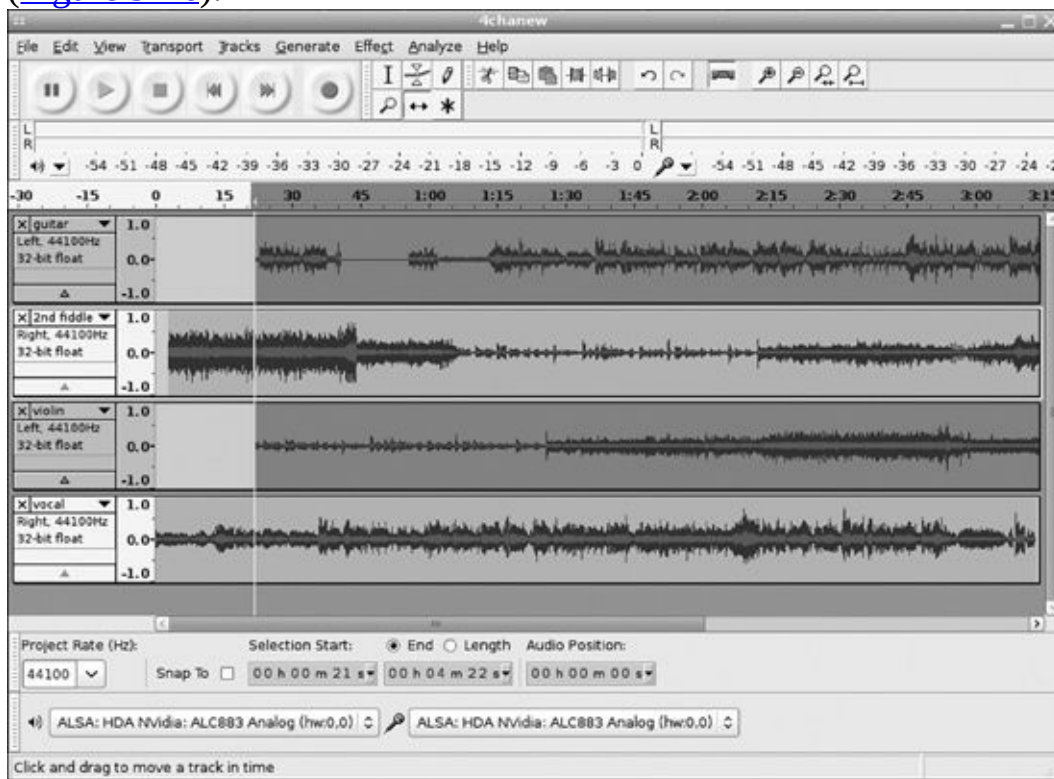 4chanew
File Edit View Transport Tracks Generate Effect Analyze Help
L
R
L
R
-54 -51 -48 -45 -42 -39 -36 -33 -30 -27 -24 -21 -18 -15 -12 -9 -6 -3 0 -54 -51 -48 -45 -42 -39 -36 -33 -30 -27 -24
-30 -15 0 15 30 45 1:00 1:15 1:30 1:45 2:00 2:15 2:30 2:45 3:00 3:15
X guitar 1.0
Left, 44100Hz
32-bit float 0.0-
-1.0
X 2nd fiddle 1.0
Right, 44100Hz
32-bit float 0.0-
-1.0
X violin 1.0
Left, 44100Hz
32-bit float 0.0-
-1.0
X vocal 1.0
Right, 44100Hz
32-bit float 0.0-
-1.0
Project Rate (Hz): Selection Start: End Length Audio Position:
44100 Snap To 00 h 00 m 21 s 00 h 04 m 22 s 00 h 00 m 00 s
ALSA: HDA NVidia: ALC883 Analog (hw:0,0) ALSA: HDA NVidia: ALC883 Analog (hw:0,0)
Click and drag to move a track in time